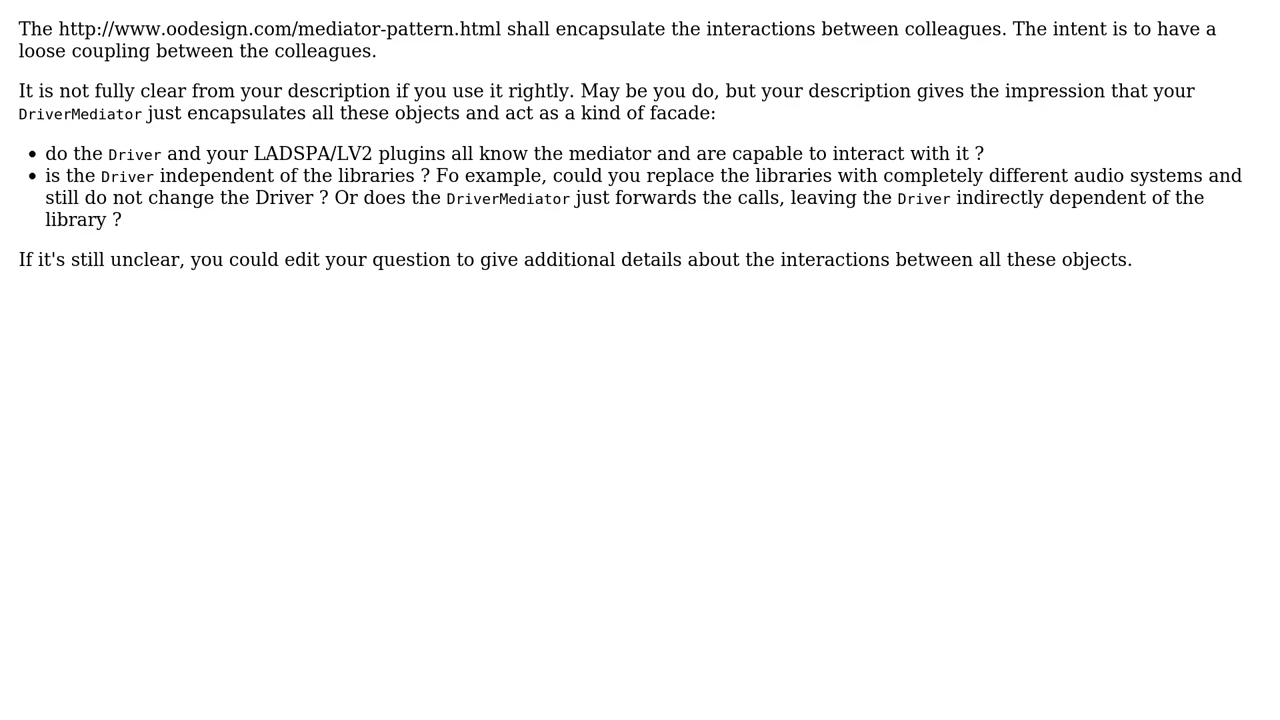 The http://www.oodesign.com/mediator-pattern.html shall encapsulate the interactions between colleagues. The intent is to have a
loose coupling between the colleagues.
It is not fully clear from your description if you use it rightly. May be you do, but your description gives the impression that your
DriverMediator just encapsulates all these objects and act as a kind of facade:
• do the Driver and your LADSPA/LV2 plugins all know the mediator and are capable to interact with it ?
• is the Driver independent of the libraries ? Fo example, could you replace the libraries with completely different audio systems and
still do not change the Driver ? Or does the DriverMediator just forwards the calls, leaving the Driver indirectly dependent of the
library ?
If it's still unclear, you could edit your question to give additional details about the interactions between all these objects.